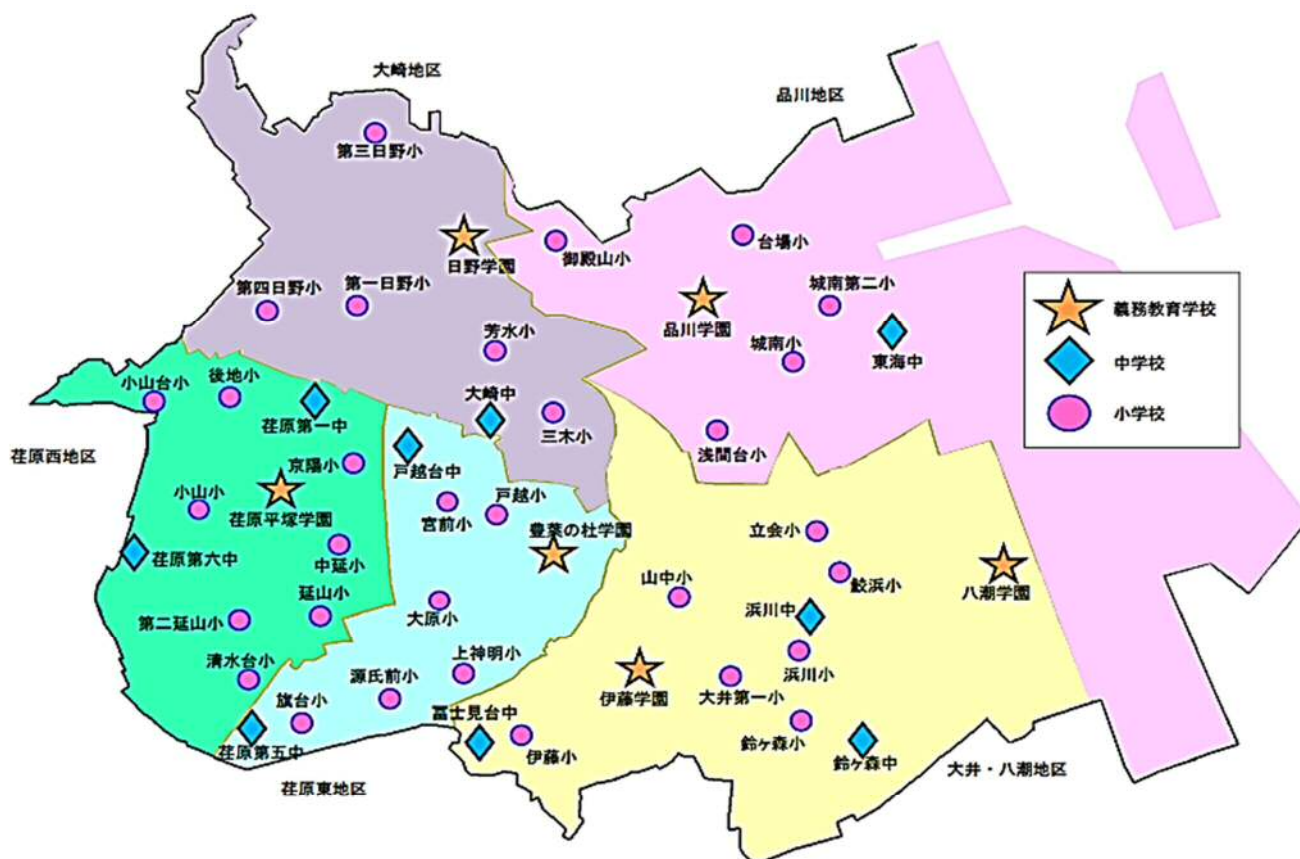 大崎地区
品川地区
第三日野小
日野学園
御殿山小
台場小
第四日野小
第一日野小
品川学園
城南第二小
芳水小
城南小
東海中
小山台小
後地小
大崎中
荏原第一中
三木小
浅間台小
荏原西地区
京陽小
戸越台中
小山小
荏原平塚学園
宮前小
戸越小
豊葉の杜学園
立会小
荏原第六中
中延小
山中小
鮫浜小
八潮学園
延山小
大原小
浜川中
第二延山小
清水台小
上神明小
浜川小
源氏前小
伊藤学園
大井第一小
旗台小
冨士見台中
鈴ヶ森小
荏原第五中
伊藤小
鈴ヶ森中
荏原東地区
大井・八潮地区
義務教育学校
中学校
小学校